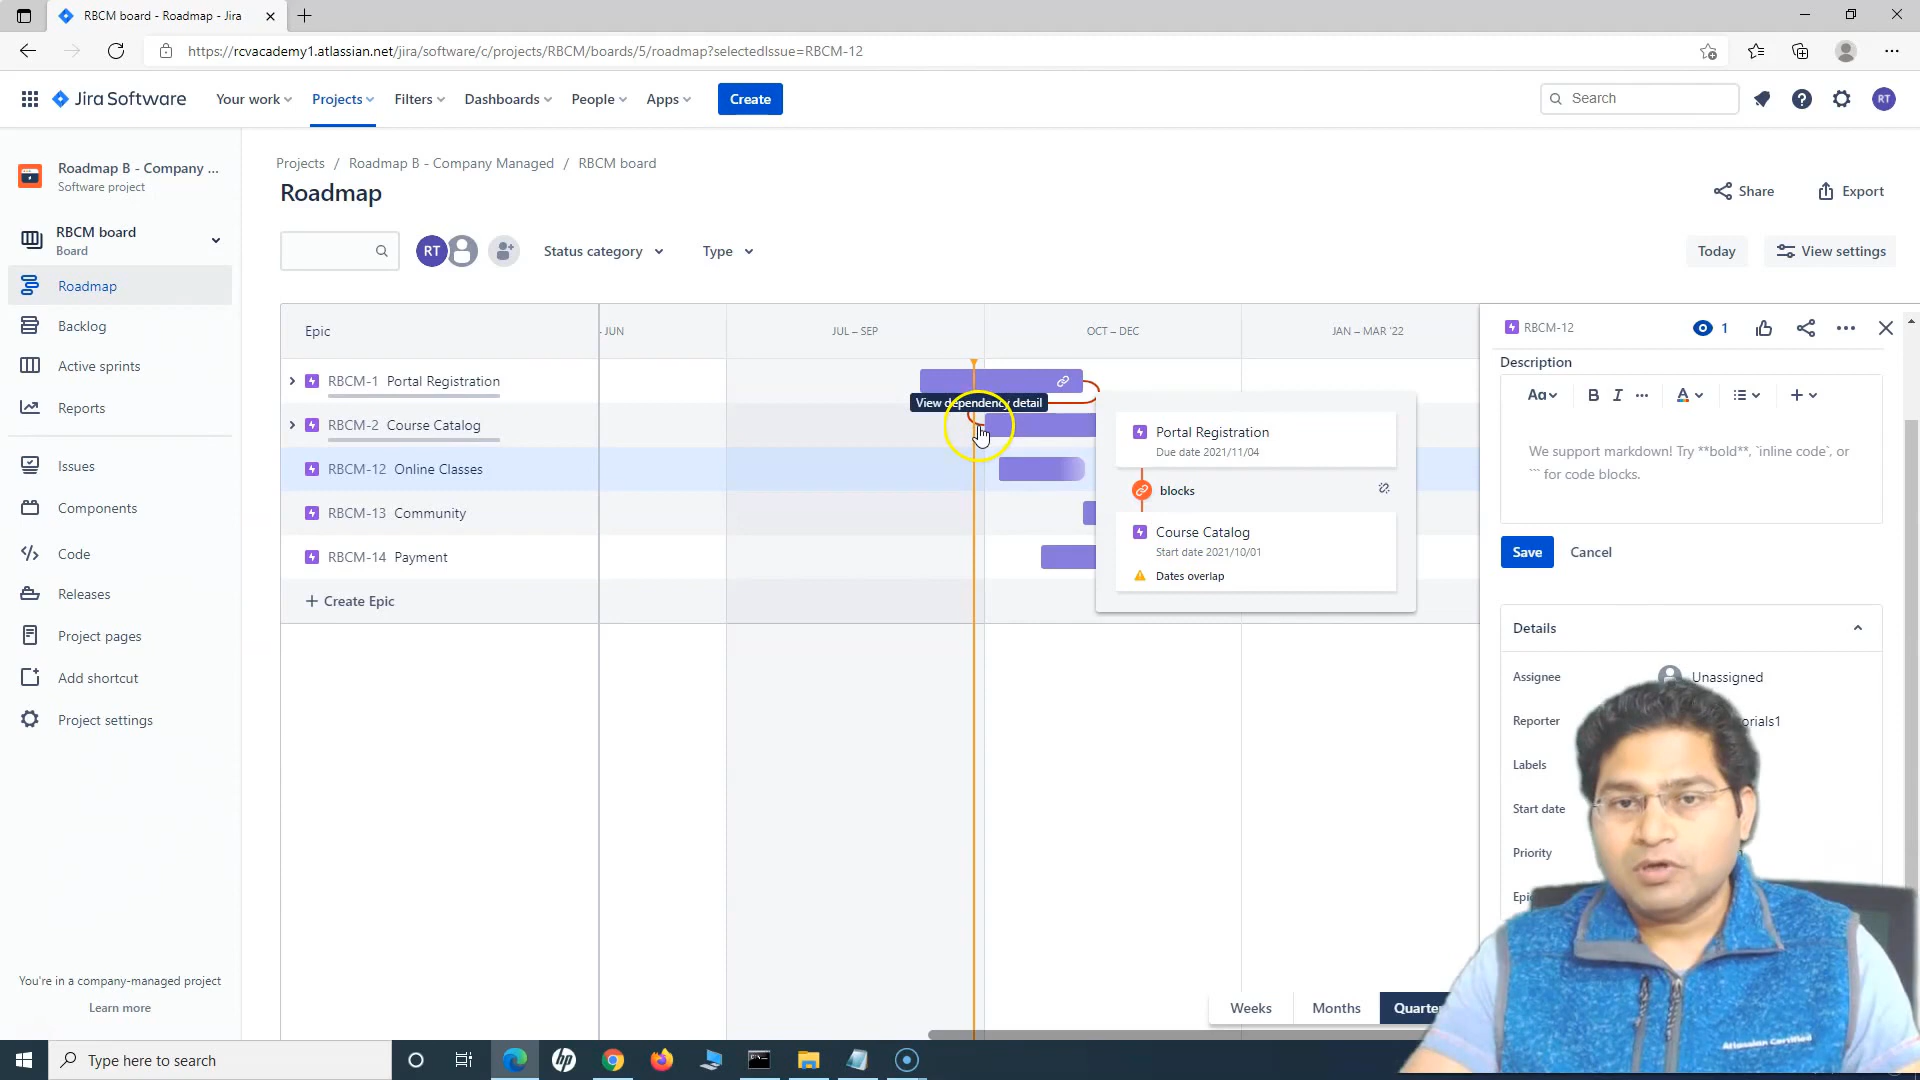 RBCM board - Roadmap - Jira
https://rcvacademy1.atlassian.net/jira/software/c/projects/RBCM/boards/5/roadmap?selectedIssue=RBCM-12
Jira Software
Your work
Projects
Filters
Dashboards
People
Apps
Create
Search
RT
Roadmap B - Company ...
Software project
RBCM board
Board
Roadmap
Backlog
Active sprints
Reports
Issues
Components
Code
Releases
Project pages
Add shortcut
Project settings
You're in a company-managed project
Learn more
Projects / Roadmap B - Company Managed / RBCM board
Roadmap
Share
Export
RT
Status category
Type
Today
View settings
Epic
- JUN
JUL – SEP
OCT – DEC
JAN – MAR '22
RBCM-1 Portal Registration
RBCM-2 Course Catalog
RBCM-12 Online Classes
RBCM-13 Community
RBCM-14 Payment
+ Create Epic
View dependency detail
Portal Registration
Due date 2021/11/04
blocks
Course Catalog
Start date 2021/10/01
Dates overlap
Weeks
Months
Quarter
RBCM-12
1
Description
Aa
B I ... A
We support markdown! Try **bold**, `inline code`, or
``` for code blocks.
Save
Cancel
Details
Assignee
Unassigned
Reporter
orials1
Labels
Start date
Priority
Epi
Atlassian Certified
Type here to search
hp